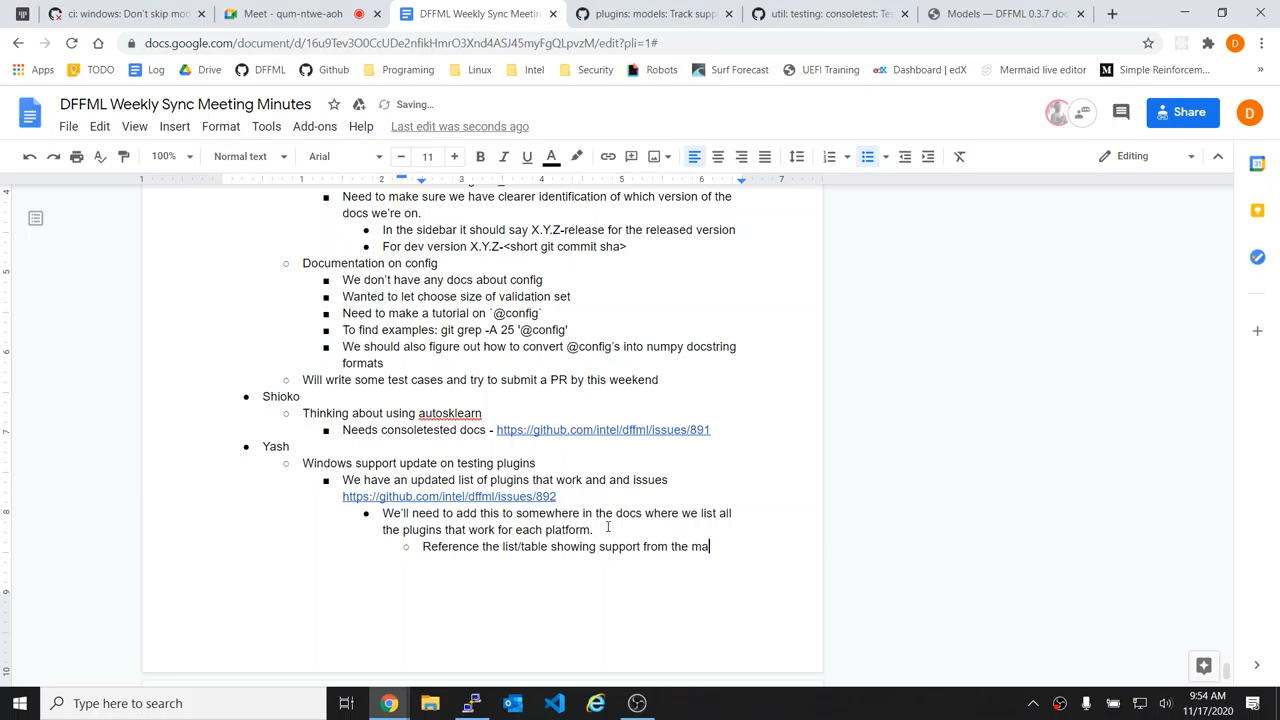 ci: windows: Don't skip mo
Meet - qum-ntwe-aoh
DFFML Weekly Sync Meetin
plugins: models: Track supp
util: testing: consoletest: Te
Models — DFFML 0.3.7 doc
docs.google.com/document/d/16u9Tev3O0CcUDe2nfikHmrO3Xnd4ASJ45myFgQLpvzM/edit?pli=1#
Apps TODO Log Drive DFFML Github Programing Linux Intel Security Robots Surf Forecast UEFI Training Dashboard | edX Mermaid live editor Simple Reinforcem... »
DFFML Weekly Sync Meeting Minutes Saving...
File Edit View Insert Format Tools Add-ons Help Last edit was seconds ago
Share D
100% Normal text Arial 11 Editing
1 1 2 3 4 5 6 7
Need to make sure we have clearer identification of which version of the
docs we're on.
In the sidebar it should say X.Y.Z-release for the released version
For dev version X.Y.Z-<short git commit sha>
Documentation on config
We don't have any docs about config
Wanted to let choose size of validation set
Need to make a tutorial on `@config`
To find examples: git grep -A 25 '@config'
We should also figure out how to convert @config's into numpy docstring
formats
Will write some test cases and try to submit a PR by this weekend
Shioko
Thinking about using autosklearn
Needs consoletested docs - https://github.com/intel/dffml/issues/891
Yash
Windows support update on testing plugins
We have an updated list of plugins that work and and issues
https://github.com/intel/dffml/issues/892
We'll need to add this to somewhere in the docs where we list all
the plugins that work for each platform.
Reference the list/table showing support from the ma
Type here to search
9:54 AM
11/17/2020